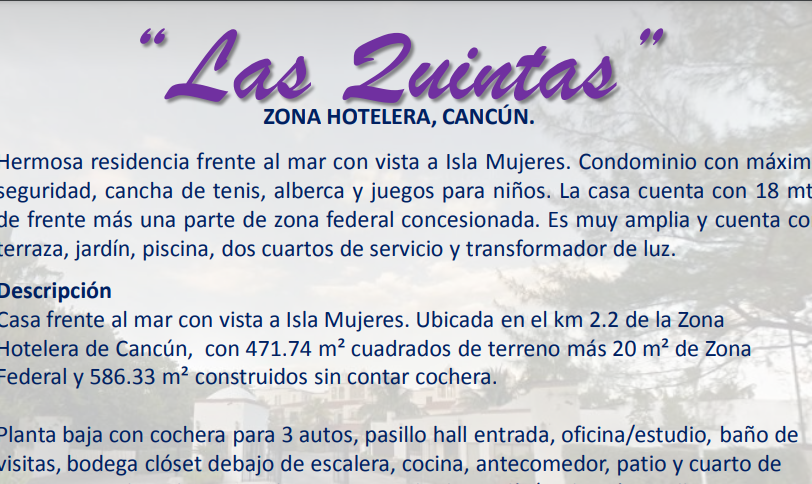 “Las Quintas”
ZONA HOTELERA, CANCÚN.
Hermosa residencia frente al mar con vista a Isla Mujeres. Condominio con máxim
seguridad, cancha de tenis, alberca y juegos para niños. La casa cuenta con 18 mt
de frente más una parte de zona federal concesionada. Es muy amplia y cuenta co
terraza, jardín, piscina, dos cuartos de servicio y transformador de luz.
Descripción
Casa frente al mar con vista a Isla Mujeres. Ubicada en el km 2.2 de la Zona
Hotelera de Cancún, con 471.74 m² cuadrados de terreno más 20 m² de Zona
Federal y 586.33 m² construidos sin contar cochera.
Planta baja con cochera para 3 autos, pasillo hall entrada, oficina/estudio, baño de
visitas, bodega clóset debajo de escalera, cocina, antecomedor, patio y cuarto de